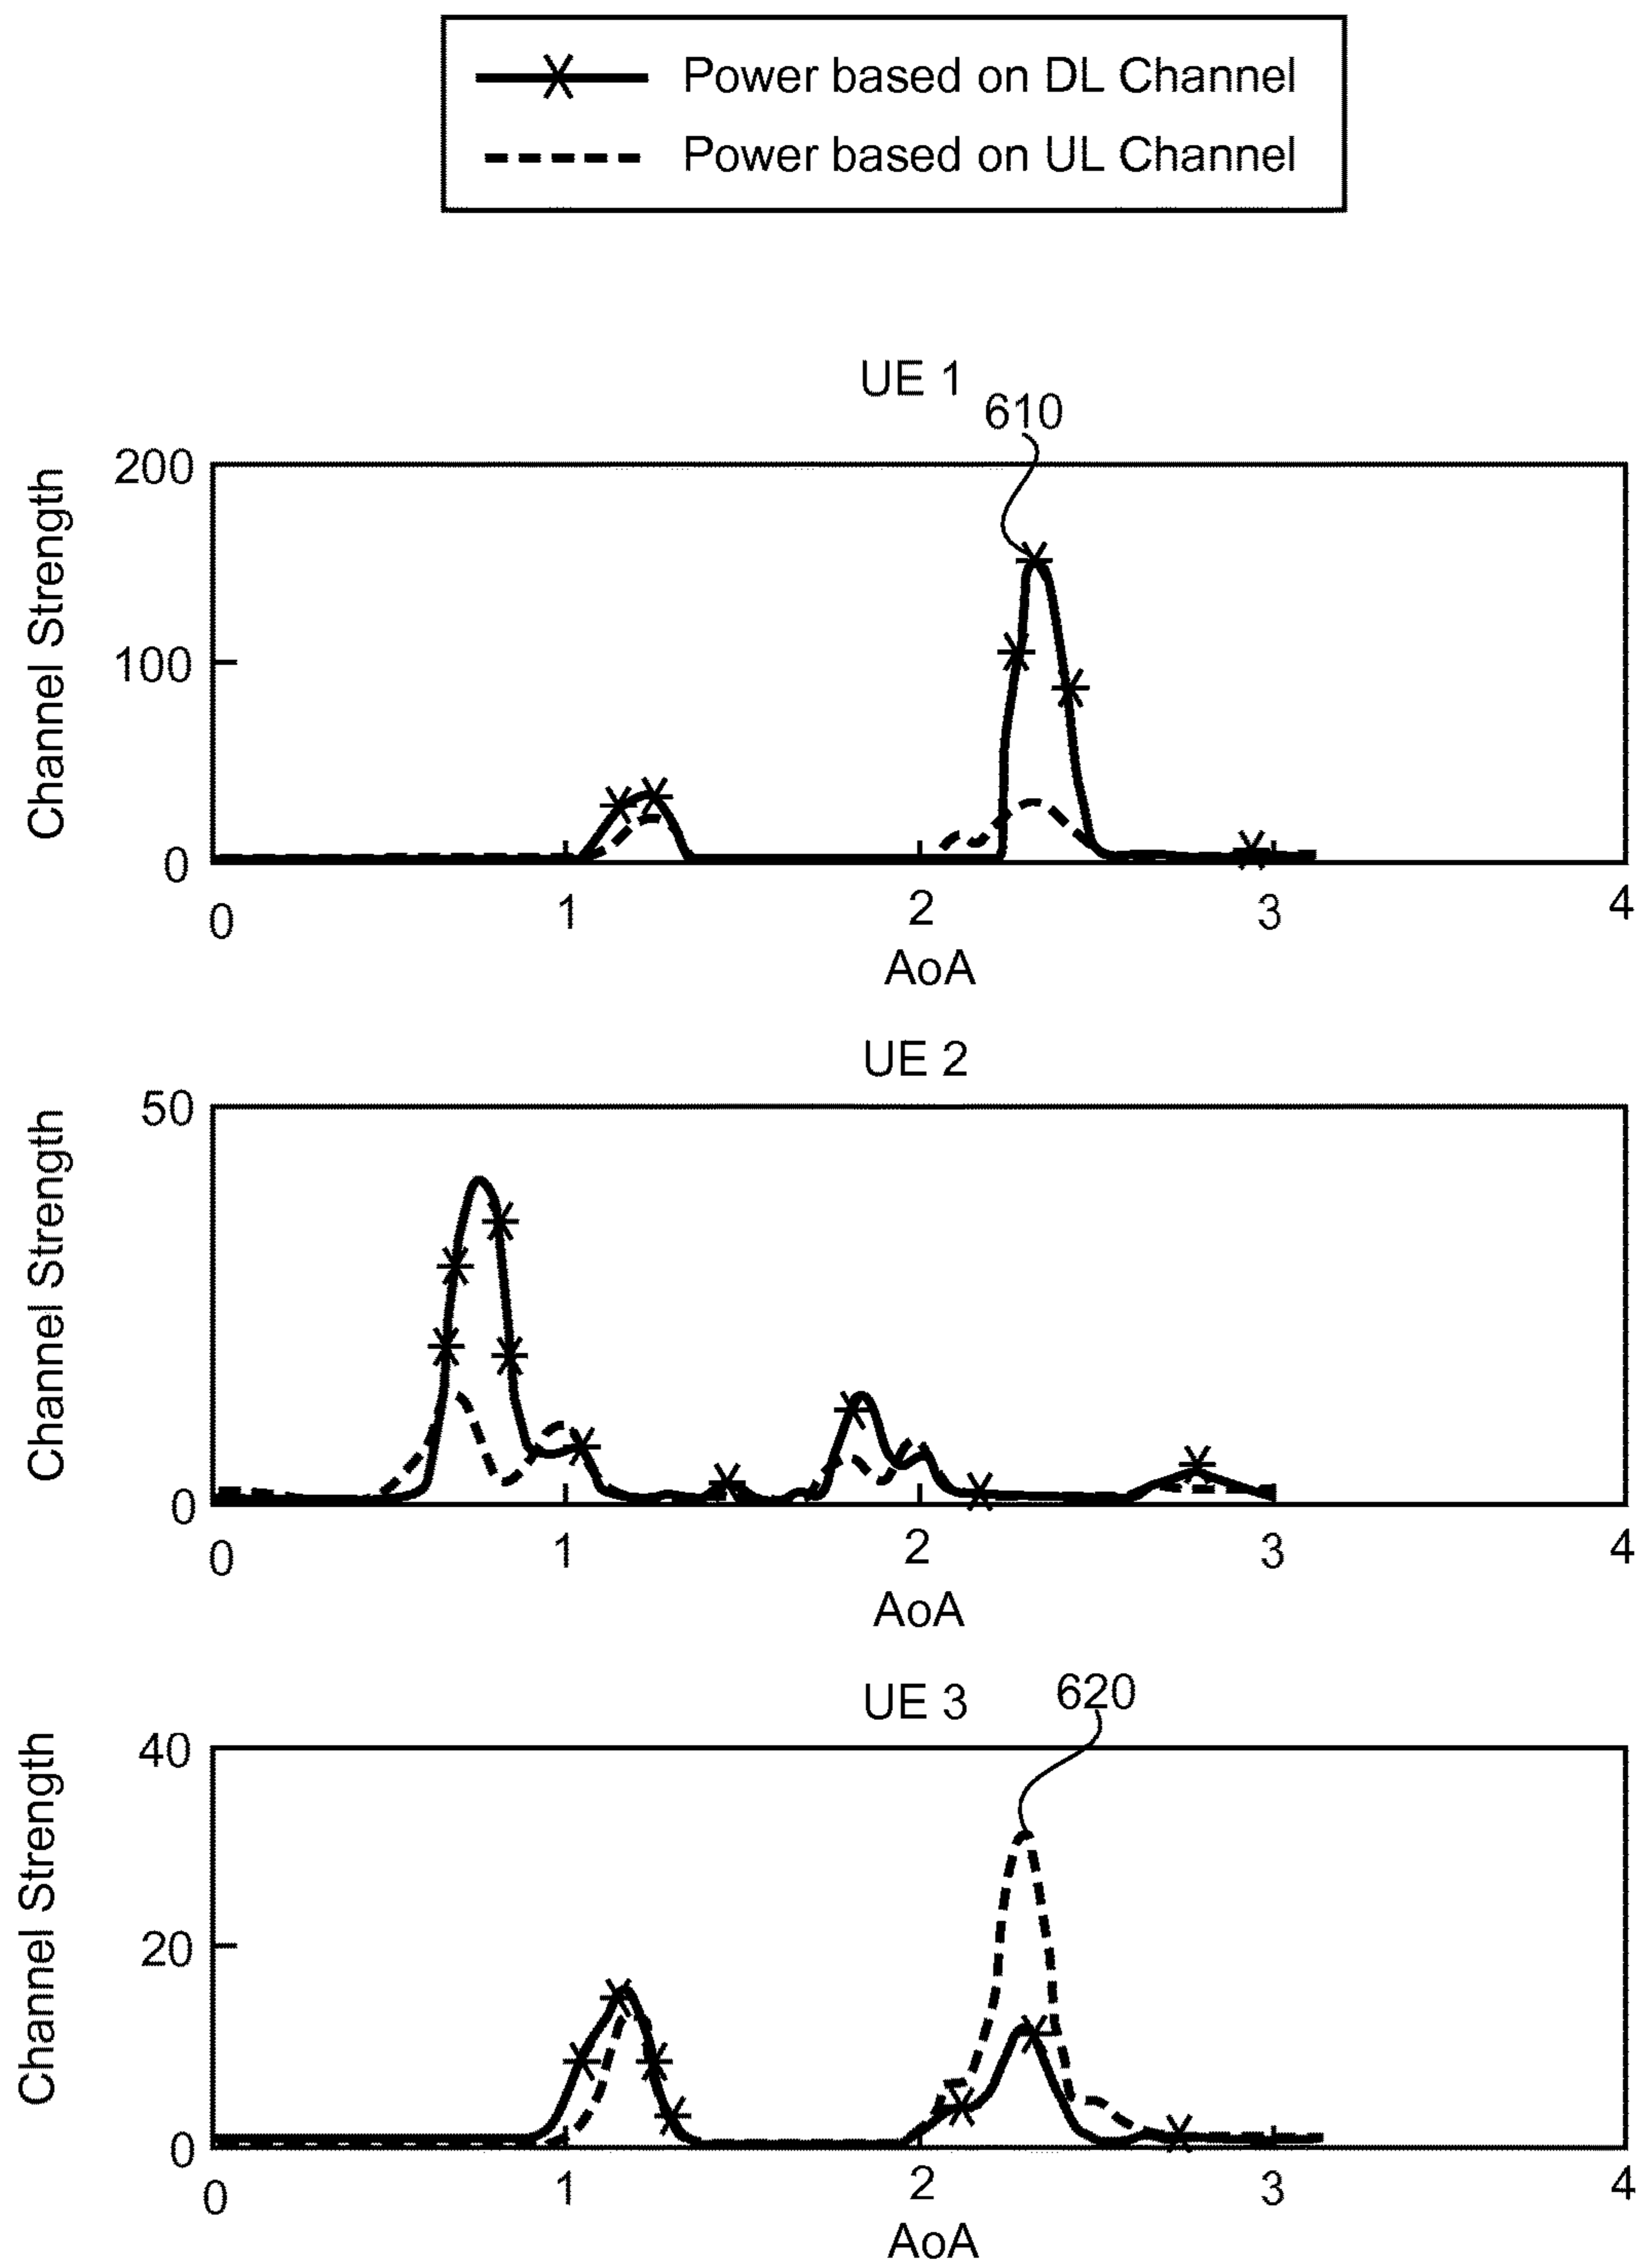 Power based on DL Channel
Power based on UL Channel
UE 1
610
200
100
0
Channel Strength
0 1 2 3 4
AoA
UE 2
50
0
Channel Strength
0 1 2 3 4
AoA
UE 3
620
40
20
0
Channel Strength
0 1 2 3 4
AoA